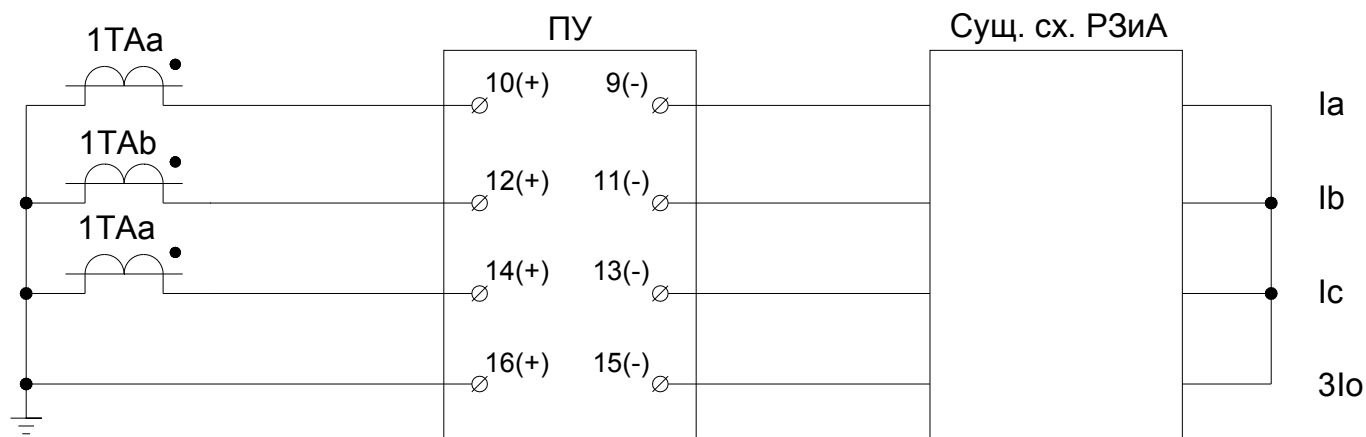 1TAa
ПУ
Сущ. сх. РЗиА
10(+) 9(-)
Ia
1TAb
12(+) 11(-)
Ib
1TAa
14(+) 13(-)
Ic
16(+) 15(-)
3Io